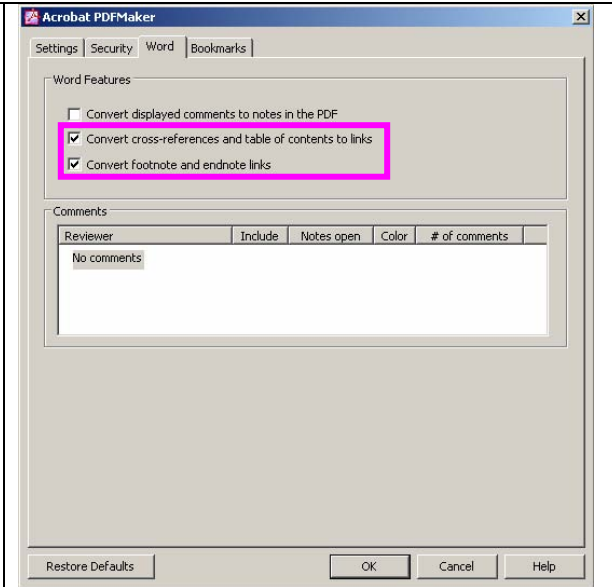 Acrobat PDFMaker
Settings Security Word Bookmarks
Word Features
Convert displayed comments to notes in the PDF
Convert cross-references and table of contents to links
Convert footnote and endnote links
Comments
Reviewer Include Notes open Color # of comments
No comments
Restore Defaults OK Cancel Help